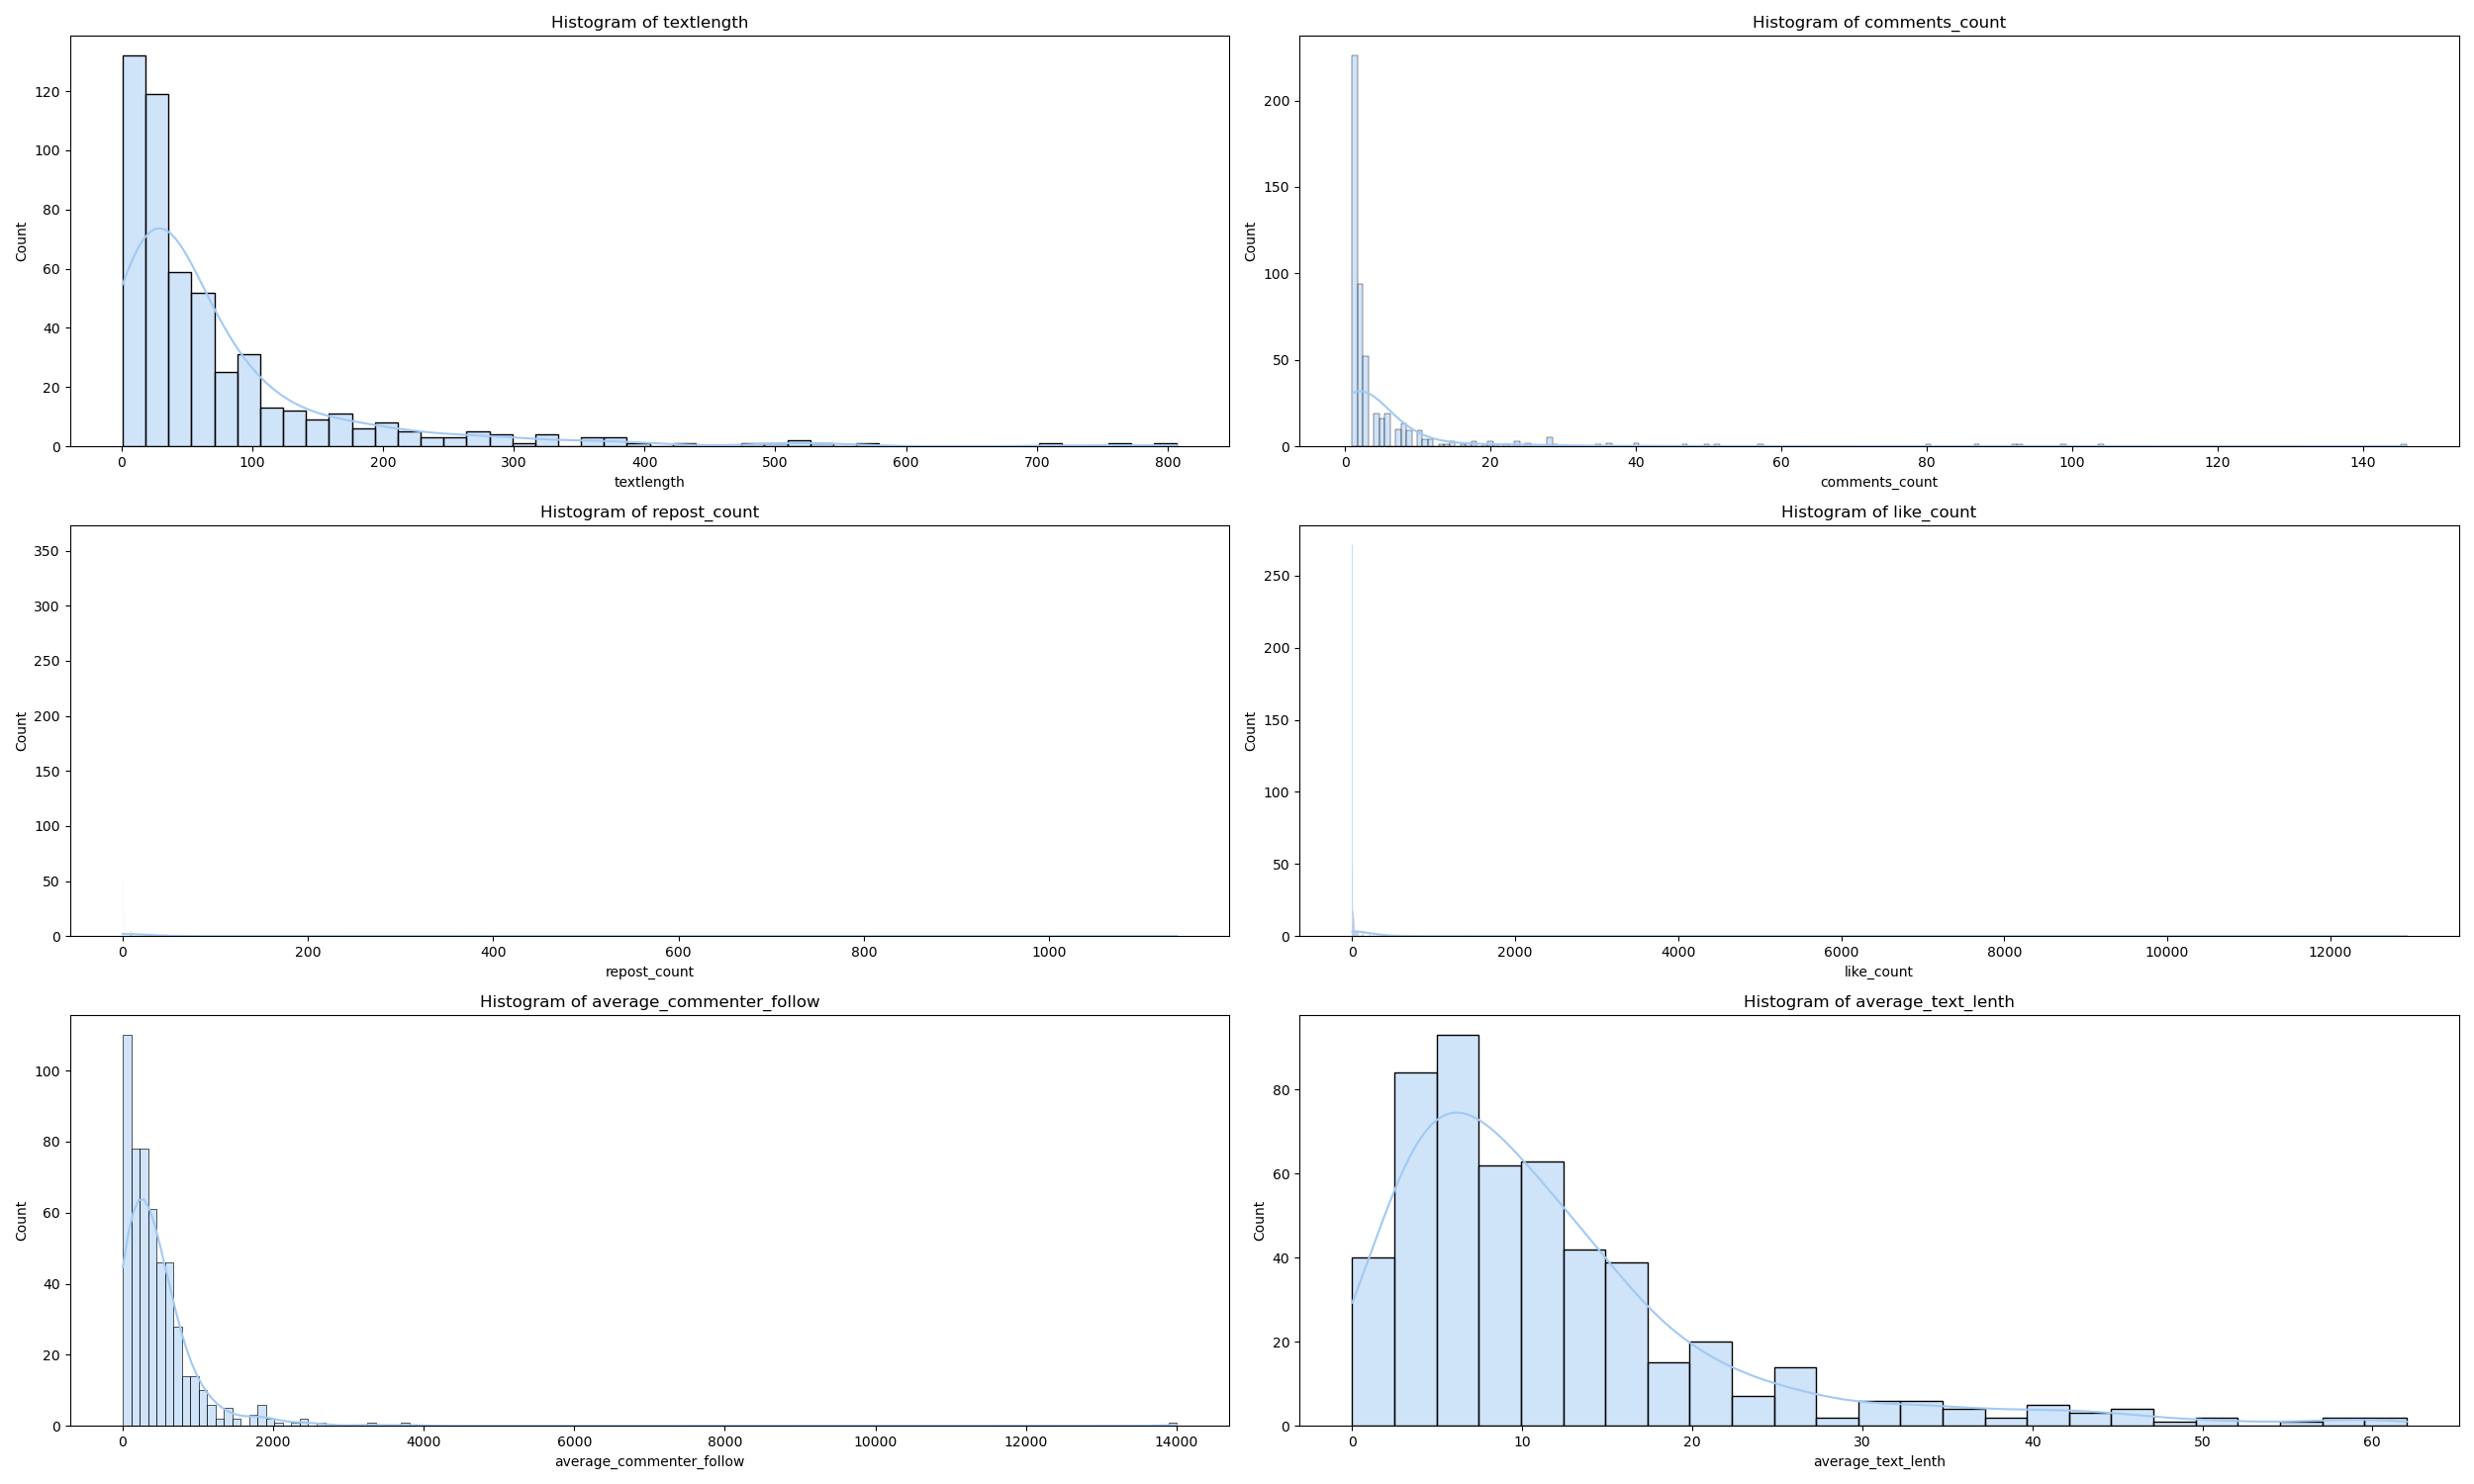 Histogram of textlength
Count
120
100
80
60
40
20
0
0 100 200 300 400 500 600 700 800
textlength
Histogram of comments_count
Count
200
150
100
50
0
0 20 40 60 80 100 120 140
comments_count
Histogram of repost_count
Count
350
300
250
200
150
100
50
0
0 200 400 600 800 1000
repost_count
Histogram of like_count
Count
250
200
150
100
50
0
0 2000 4000 6000 8000 10000 12000
like_count
Histogram of average_commenter_follow
Count
100
80
60
40
20
0
0 2000 4000 6000 8000 10000 12000 14000
average_commenter_follow
Histogram of average_text_lenth
Count
80
60
40
20
0
0 10 20 30 40 50 60
average_text_lenth